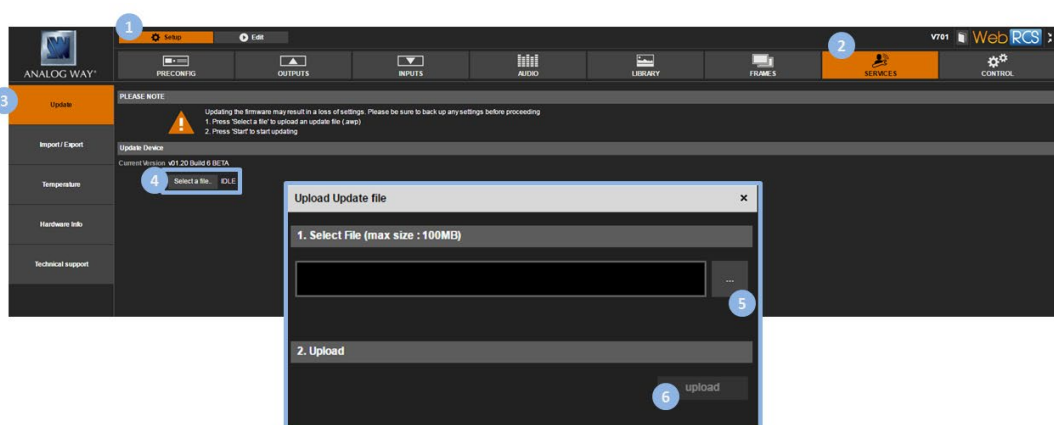 1
Setup
Edit
V701
Web RCS
ANALOG WAY®
PRECONFIG
OUTPUTS
INPUTS
AUDIO
LIBRARY
FRAMES
2
SERVICES
CONTROL
3
Update
Import / Export
Temperature
Hardware Info
Technical support
PLEASE NOTE
Updating the firmware may result in a loss of settings. Please be sure to back up any settings before proceeding
1. Press 'Select a file' to upload an update file (.awp)
2. Press 'Start' to start updating
Update Device
Current Version v01.20 Build 6 BETA
4
Select a file.. IDLE
Upload Update file
×
1. Select File (max size : 100MB)
...
5
2. Upload
upload
6